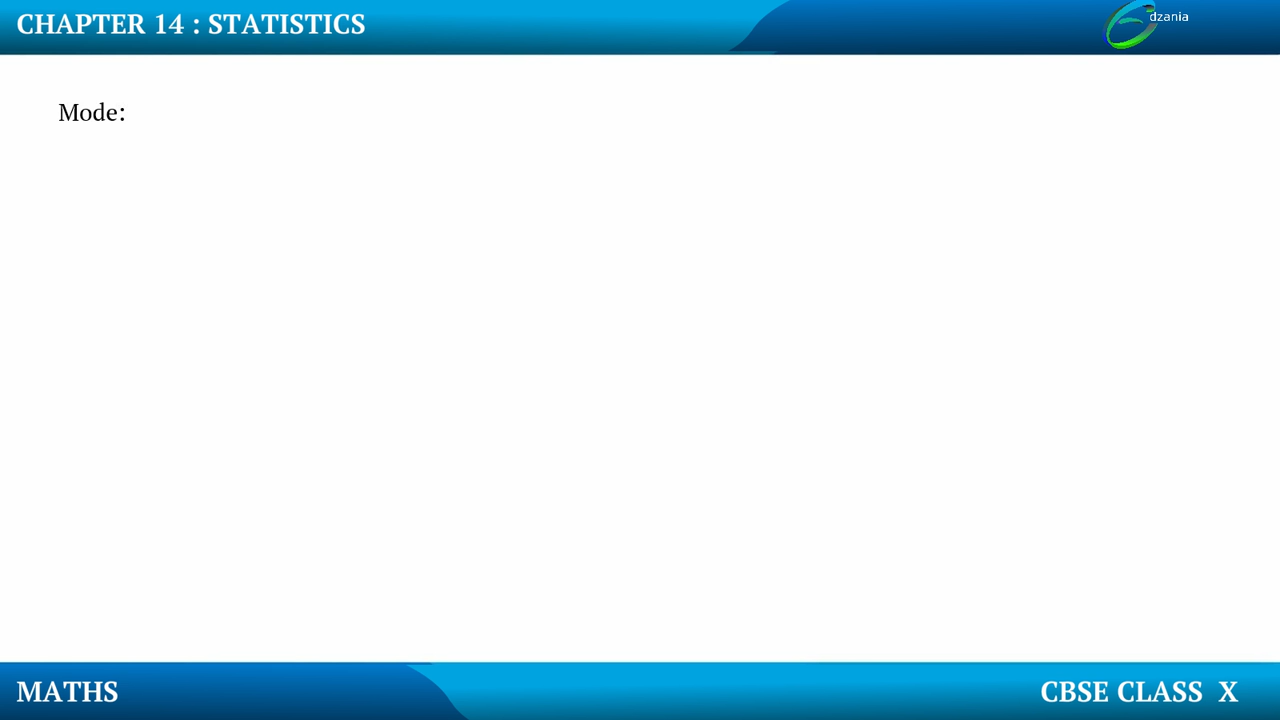 CHAPTER 14 : STATISTICS
dzania
Mode:
MATHS
CBSE CLASS X